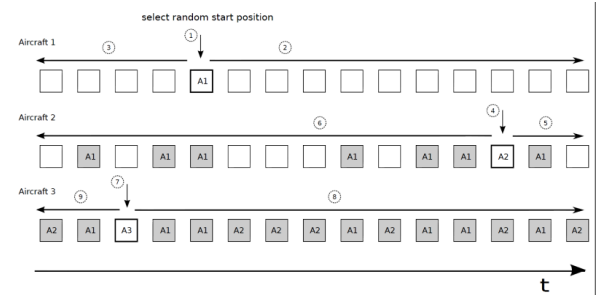 select random start position
Aircraft 1
3 1 2
A1
Aircraft 2
6 4 5
A1 A1 A1 A1 A1 A1 A2 A1
Aircraft 3
9 7 8
A2 A1 A3 A1 A1 A2 A2 A2 A1 A2 A1 A1 A2 A1 A2
t